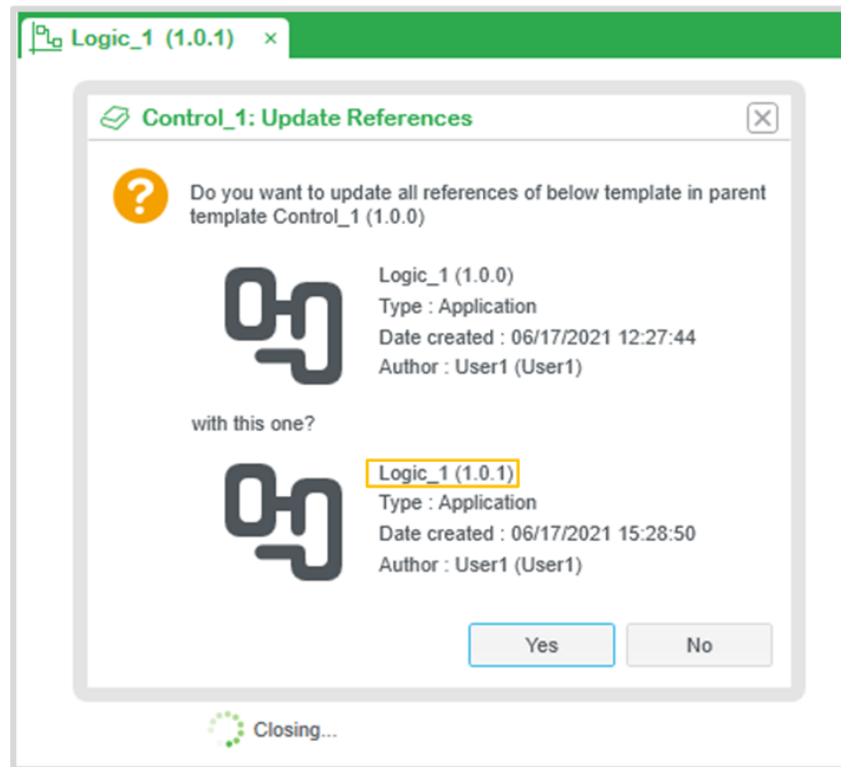 Logic_1 (1.0.1) ×
Control_1: Update References
?
Do you want to update all references of below template in parent
template Control_1 (1.0.0)
Logic_1 (1.0.0)
Type : Application
Date created : 06/17/2021 12:27:44
Author : User1 (User1)
with this one?
Logic_1 (1.0.1)
Type : Application
Date created : 06/17/2021 15:28:50
Author : User1 (User1)
Yes No
Closing...